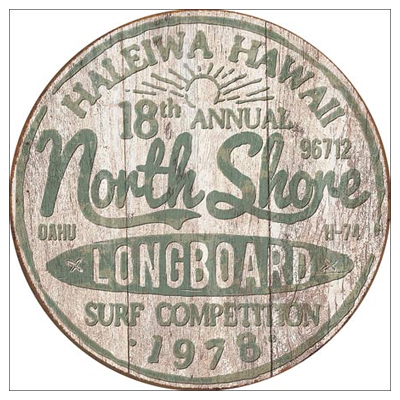 HALEIWA HAWAII
18th ANNUAL
96712
North Shore
OAHU
H-74
LONGBOARD
SURF COMPETITION
1978